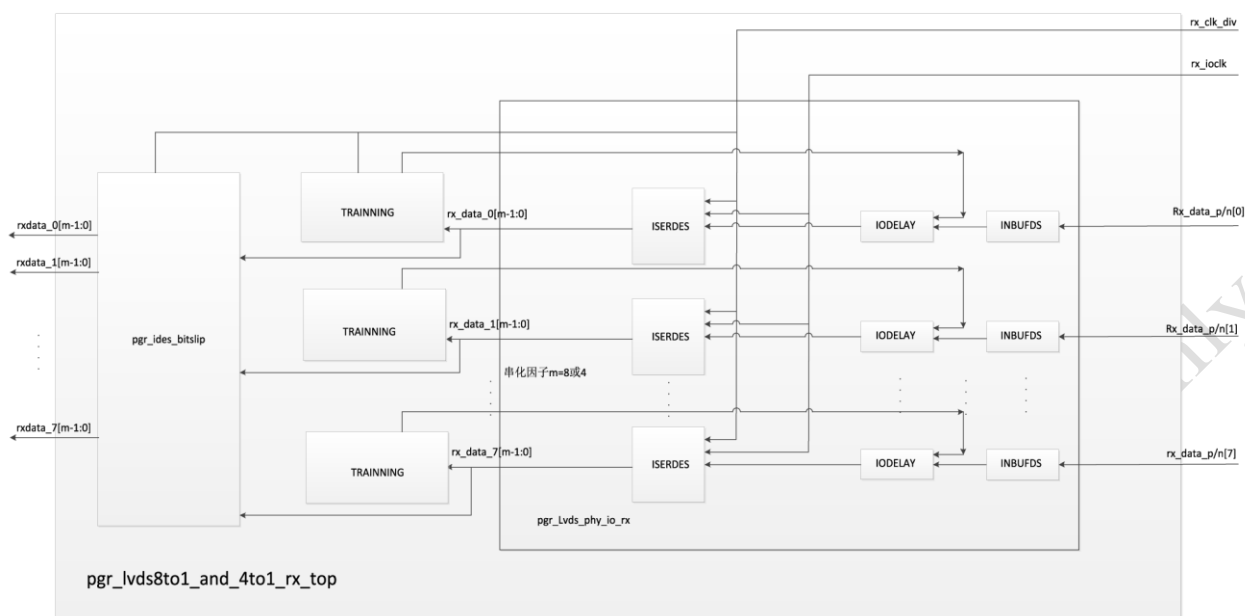 rx_clk_div
rx_ioclk
TRAINNING
rx_data_0[m-1:0]
ISERDES
IODELAY
INBUFDS
Rx_data_p/n[0]
rxdata_0[m-1:0]
rxdata_1[m-1:0]
TRAINNING
rx_data_1[m-1:0]
ISERDES
IODELAY
INBUFDS
Rx_data_p/n[1]
pgr_ides_bitslip
串化因子m=8或4
rxdata_7[m-1:0]
TRAINNING
rx_data_7[m-1:0]
ISERDES
IODELAY
INBUFDS
rx_data_p/n[7]
pgr_Lvds_phy_io_rx
pgr_lvds8to1_and_4to1_rx_top